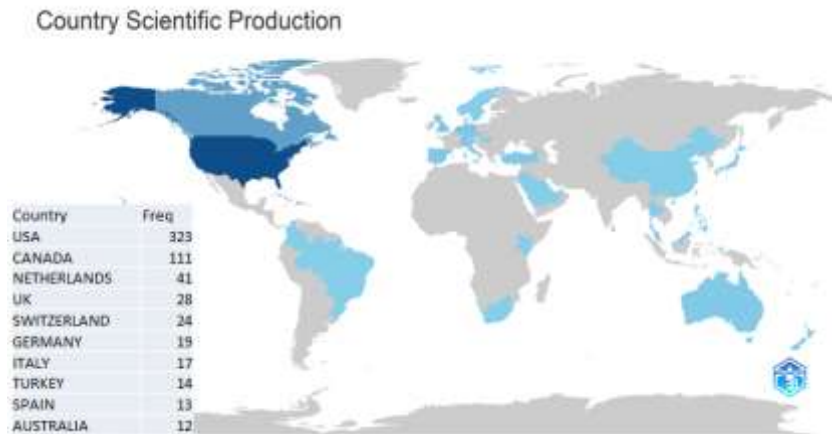 Country Scientific Production
Country Freq
USA 323
CANADA 111
NETHERLANDS 41
UK 28
SWITZERLAND 24
GERMANY 19
ITALY 17
TURKEY 14
SPAIN 13
AUSTRALIA 12